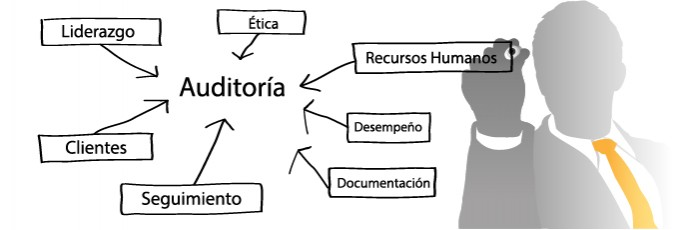 Liderazgo
Ética
Recursos Humanos
Auditoría
Desempeño
Clientes
Documentación
Seguimiento